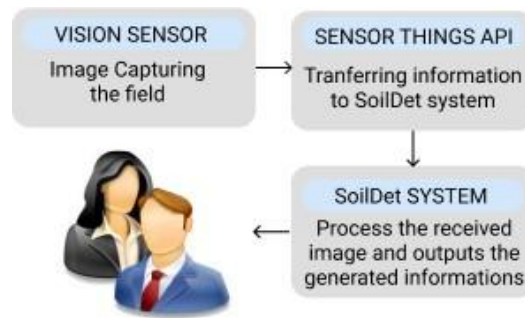 VISION SENSOR
Image Capturing
the field
SENSOR THINGS API
Tranferring information
to SoilDet system
SoilDet SYSTEM
Process the received
image and outputs the
generated informations